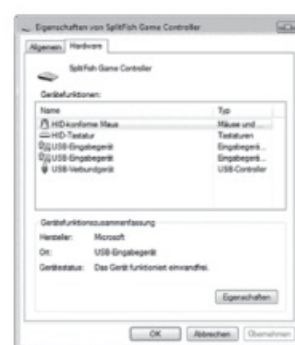 Eigenschaften von SplitFish Game Controller
Allgemein Hardware
SplitFish Game Controller
Gerätefunktionen:
Name Typ
HID-konforme Maus Mäuse und ...
HID-Tastatur Tastaturen
USB-Eingabegerät Eingabegerä...
USB-Eingabegerät Eingabegerä...
USB-Verbundgerät USB-Controller
Gerätefunktionszusammenfassung
Hersteller: Microsoft
Ort: USB-Eingabegerät
Gerätestatus: Das Gerät funktioniert einwandfrei.
Eigenschaften
OK Abbrechen Übernehmen